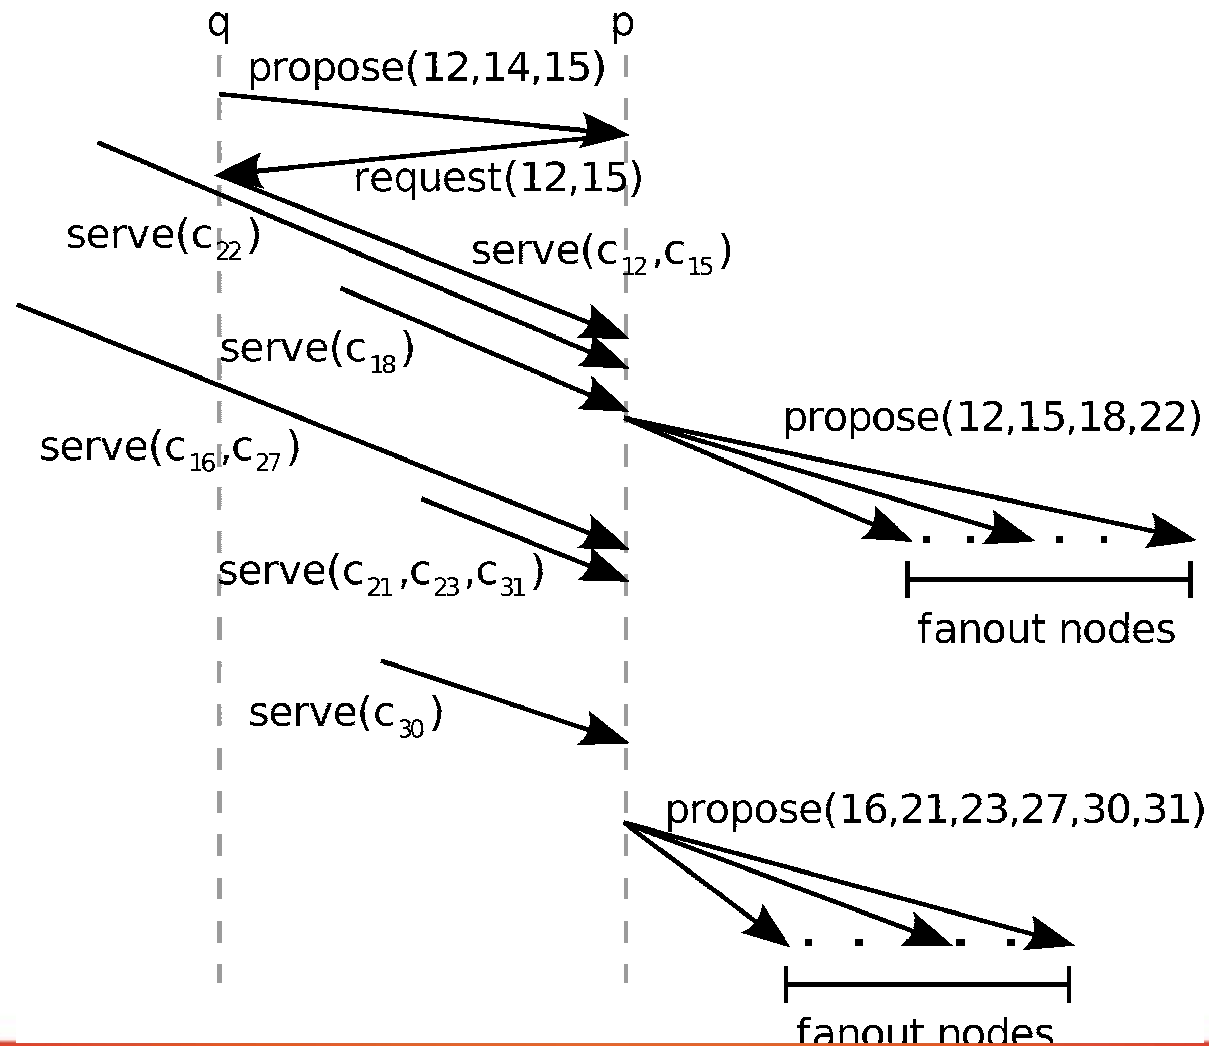 q
p
propose(12,14,15)
request(12,15)
serve(c22)
serve(c12,c15)
serve(c18)
propose(12,15,18,22)
serve(c16,c27)
serve(c21,c23,c31)
fanout nodes
serve(c30)
propose(16,21,23,27,30,31)
fanout nodes